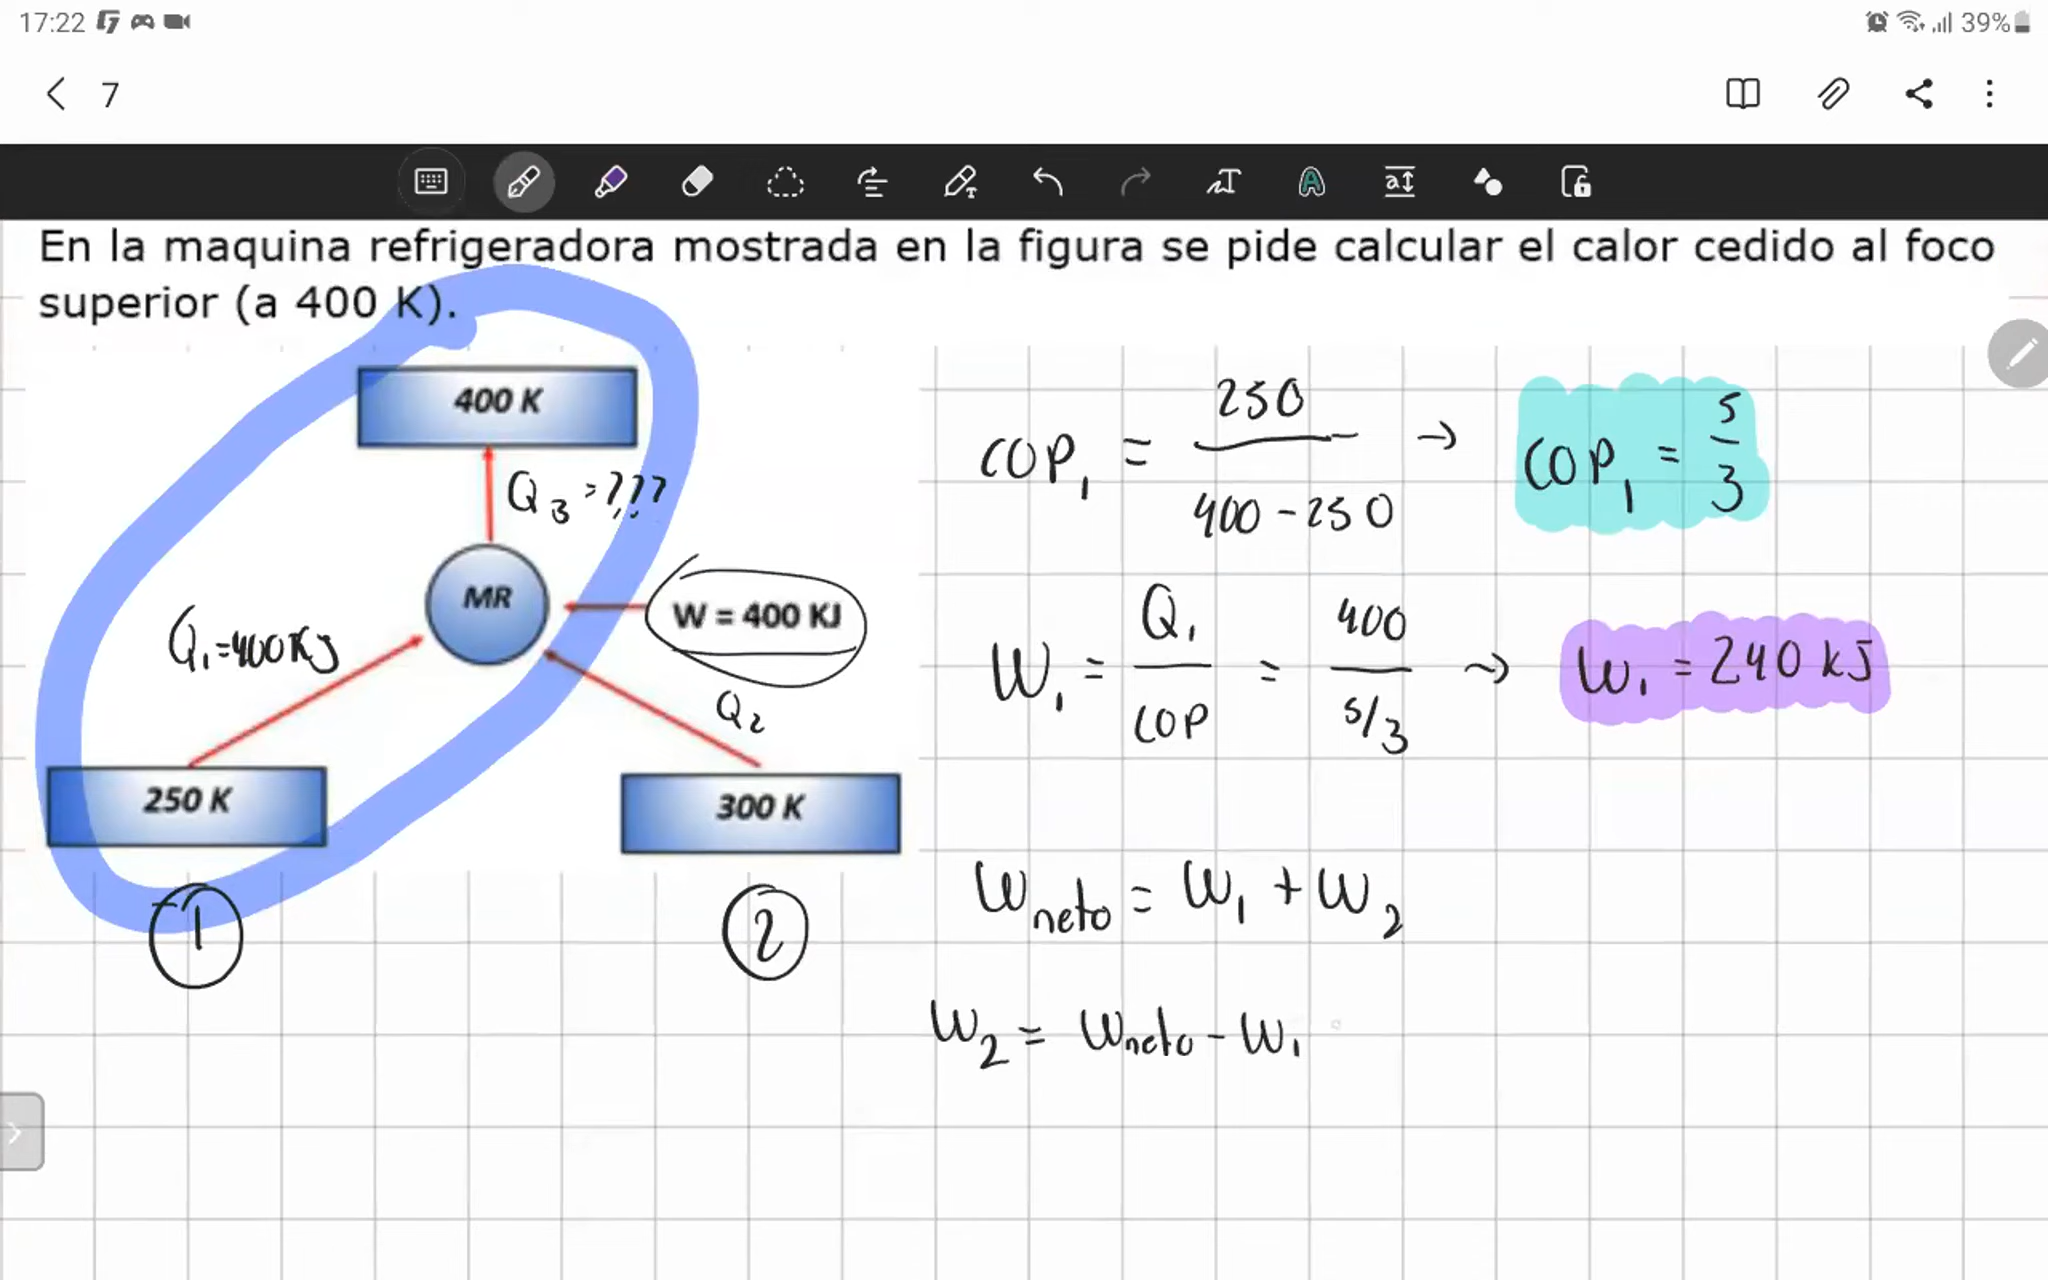 17:22
39%
7
En la maquina refrigeradora mostrada en la figura se pide calcular el calor cedido al foco
superior (a 400 K).
400 K
Q₃ = ???
MR
W = 400 KJ
Q₁=400KJ
Q₂
250 K
300 K
1
2
COP₁ = 250 / 400 - 250 → COP₁ = 5/3
W₁ = Q₁ / COP = 400 / 5/3 → W₁ = 240 kJ
Wneto = W₁ + W₂
W₂ = Wneto - W₁